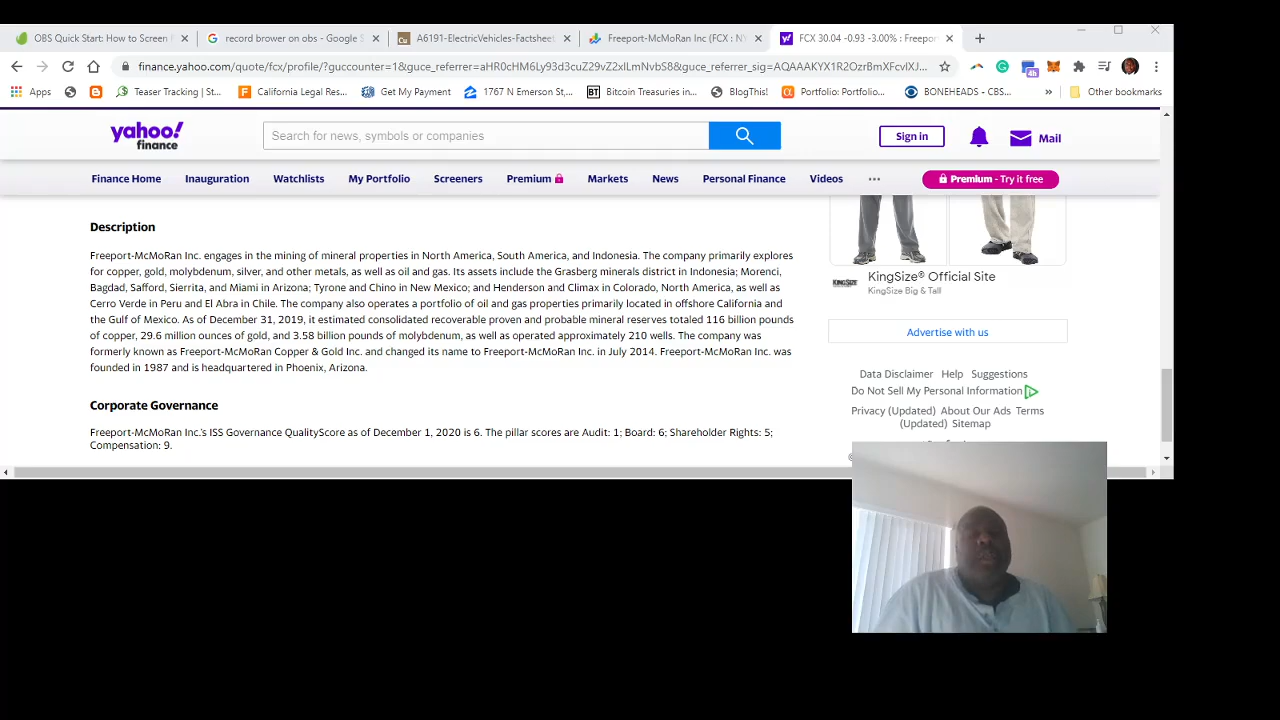 OBS Quick Start: How to Screen
record brower on obs - Google S
Cu
A6191-ElectricVehicles-Factsheet
Freeport-McMoRan Inc (FCX : NY
y!
FCX 30.04 -0.93 -3.00% : Freepor
finance.yahoo.com/quote/fcx/profile/?guccounter=1&guce_referrer=aHR0cHM6Ly93d3cuZ29vZ2xlLmNvbS8&guce_referrer_sig=AQAAAKYX1R2OzrBmXFcvIXJ...
4h
Apps
Teaser Tracking | St...
California Legal Res...
Get My Payment
1767 N Emerson St,...
BT
Bitcoin Treasuries in...
BlogThis!
Portfolio: Portfolio...
BONEHEADS - CBS...
»
Other bookmarks
yahoo!
finance
Search for news, symbols or companies
Sign in
Mail
Finance Home
Inauguration
Watchlists
My Portfolio
Screeners
Premium
Markets
News
Personal Finance
Videos
...
Premium - Try it free
Description
Freeport-McMoRan Inc. engages in the mining of mineral properties in North America, South America, and Indonesia. The company primarily explores
for copper, gold, molybdenum, silver, and other metals, as well as oil and gas. Its assets include the Grasberg minerals district in Indonesia; Morenci,
Bagdad, Safford, Sierrita, and Miami in Arizona; Tyrone and Chino in New Mexico; and Henderson and Climax in Colorado, North America, as well as
Cerro Verde in Peru and El Abra in Chile. The company also operates a portfolio of oil and gas properties primarily located in offshore California and
the Gulf of Mexico. As of December 31, 2019, it estimated consolidated recoverable proven and probable mineral reserves totaled 116 billion pounds
of copper, 29.6 million ounces of gold, and 3.58 billion pounds of molybdenum, as well as operated approximately 210 wells. The company was
formerly known as Freeport-McMoRan Copper & Gold Inc. and changed its name to Freeport-McMoRan Inc. in July 2014. Freeport-McMoRan Inc. was
founded in 1987 and is headquartered in Phoenix, Arizona.
Corporate Governance
Freeport-McMoRan Inc.'s ISS Governance QualityScore as of December 1, 2020 is 6. The pillar scores are Audit: 1; Board: 6; Shareholder Rights: 5;
Compensation: 9.
KINGSIZE
KingSize® Official Site
KingSize Big & Tall
Advertise with us
Data Disclaimer Help Suggestions
Do Not Sell My Personal Information
Privacy (Updated) About Our Ads Terms
(Updated) Sitemap